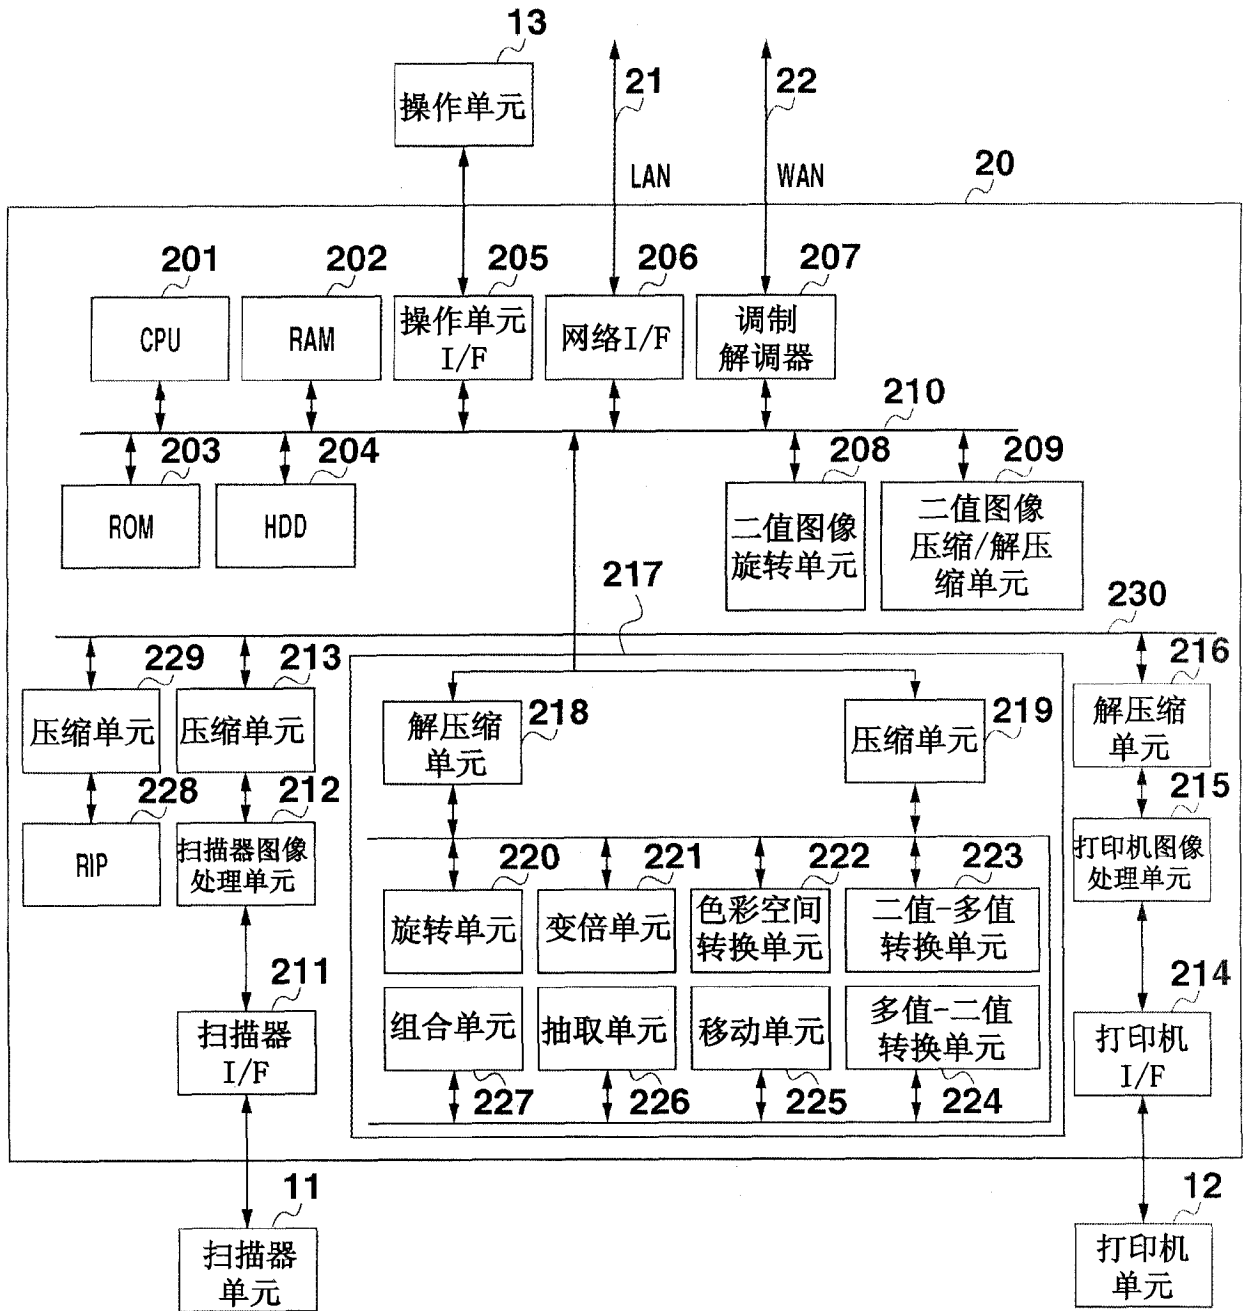 13
操作单元
21
22
LAN
WAN
20
201
202
205
206
207
CPU
RAM
操作单元
I/F
网络I/F
调制
解调器
210
203
204
208
209
ROM
HDD
二值图像
旋转单元
二值图像
压缩/解压
缩单元
217
230
229
213
216
压缩单元
压缩单元
解压缩
单元
218
压缩单元
219
解压缩
单元
228
212
215
RIP
扫描器图像
处理单元
打印机图像
处理单元
220
221
222
223
旋转单元
变倍单元
色彩空间
转换单元
二值-多值
转换单元
211
214
扫描器
I/F
组合单元
抽取单元
移动单元
多值-二值
转换单元
打印机
I/F
227
226
225
224
11
12
扫描器
单元
打印机
单元